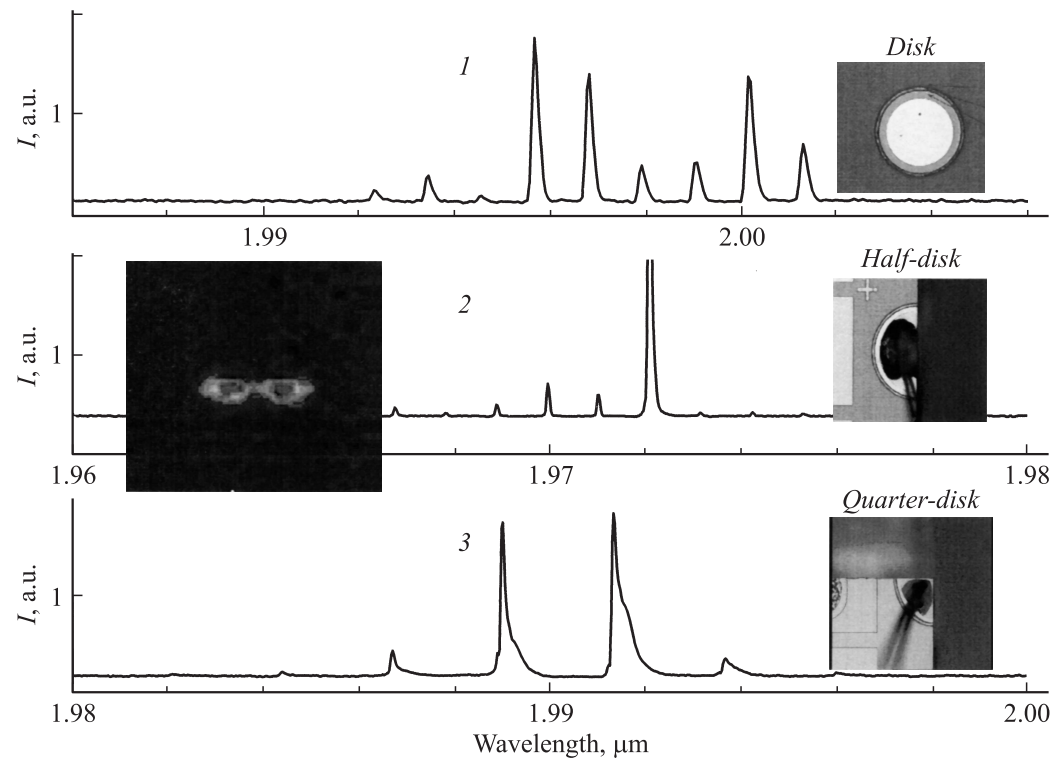 1
Disk
I, a.u.
1
1.99
2.00
2
Half-disk
I, a.u.
1
1.96
1.97
1.98
3
Quarter-disk
I, a.u.
1
1.98
1.99
2.00
Wavelength, μm